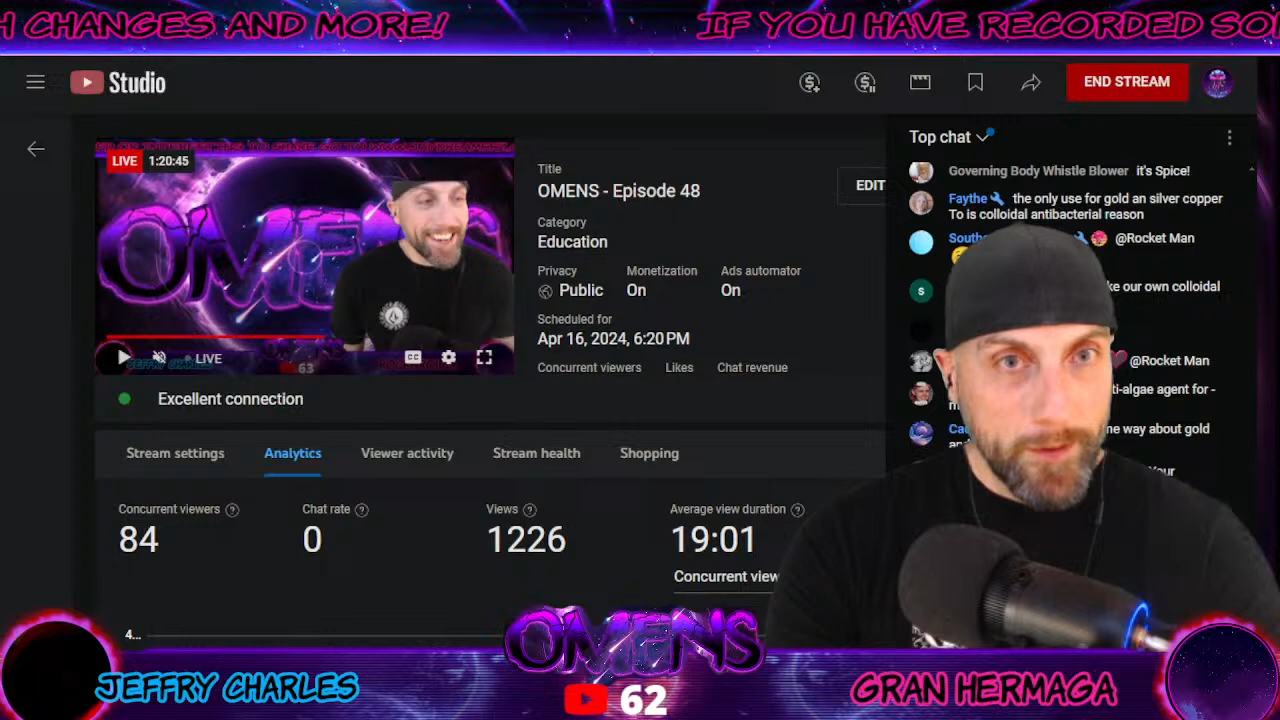 H CHANGES AND MORE!
IF YOU HAVE RECORDED SO
Studio
END STREAM
LIVE 1:20:45
OMENS
LIVE
CC
63
Title
OMENS - Episode 48
EDIT
Category
Education
Privacy
Monetization
Ads automator
Public
On
On
Scheduled for
Apr 16, 2024, 6:20 PM
Concurrent viewers
Likes
Chat revenue
Excellent connection
Stream settings
Analytics
Viewer activity
Stream health
Shopping
Concurrent viewers
Chat rate
Views
Average view duration
84
0
1226
19:01
Concurrent view
4...
Top chat
Governing Body Whistle Blower it's Spice!
Faythe the only use for gold an silver copper
To is colloidal antibacterial reason
@Rocket Man
s
ke our own colloidal
@Rocket Man
ti-algae agent for -
me way about gold
OMENS
JEFFRY CHARLES
62
GRAN HERMAGA